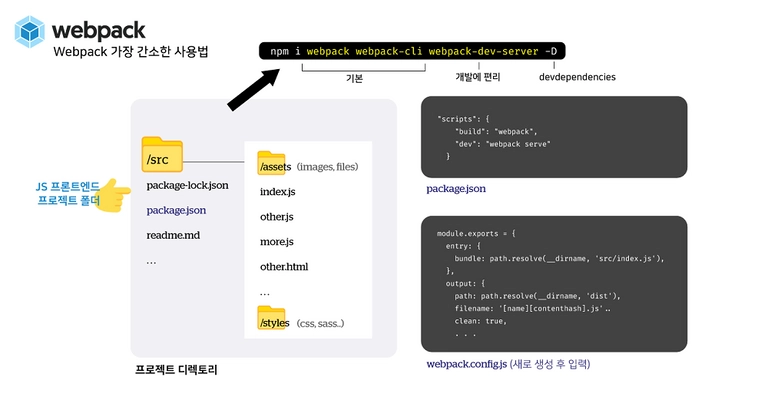 webpack
Webpack 가장 간소한 사용법
npm i webpack webpack-cli webpack-dev-server -D
기본
개발에 편리
devdependencies
JS 프론트엔드
프로젝트 폴더
/src
package-lock.json
package.json
readme.md
...
/assets (images, files)
index.js
other.js
more.js
other.html
...
/styles (css, sass..)
프로젝트 디렉토리
"scripts": {
"build": "webpack",
"dev": "webpack serve"
}
package.json
module.exports = {
entry: {
bundle: path.resolve(__dirname, 'src/index.js'),
},
output: {
path: path.resolve(__dirname, 'dist'),
filename: '[name][contenthash].js'..
clean: true,
. . .
webpack.config.js (새로 생성 후 입력)